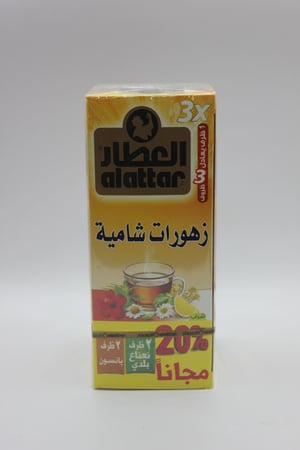 3X
1 ظرف يعادل 3 ظروف
العطار
alattar
زهورات شامية
20%
مجاناً
٢ ظرف
نعناع
بلدي
٢ ظرف
يانسون